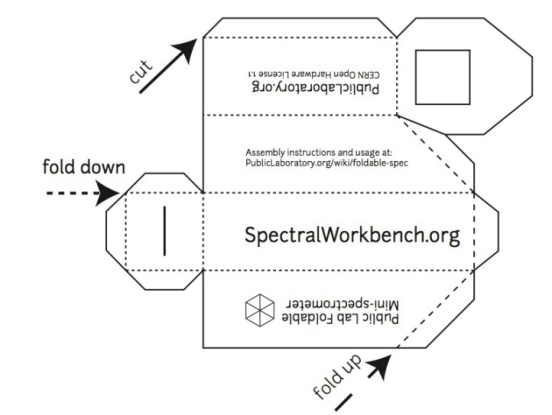 cut
PublicLaboratory.org
CERN Open Hardware License 1.1
Assembly instructions and usage at:
PublicLaboratory.org/wiki/foldable-spec
fold down
SpectralWorkbench.org
Public Lab Foldable
Mini-spectrometer
fold up